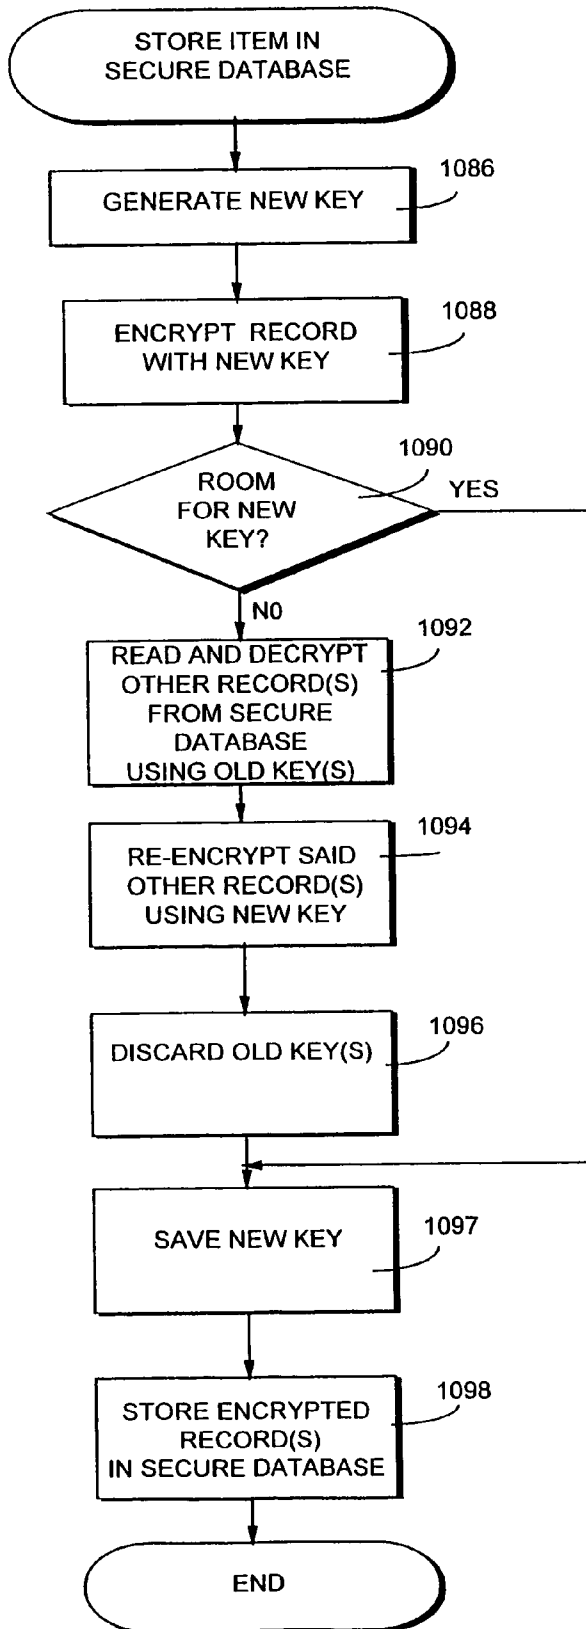 STORE ITEM IN
SECURE DATABASE
1086
GENERATE NEW KEY
1088
ENCRYPT RECORD
WITH NEW KEY
1090
ROOM
FOR NEW
KEY?
YES
N0
1092
READ AND DECRYPT
OTHER RECORD(S)
FROM SECURE
DATABASE
USING OLD KEY(S)
1094
RE-ENCRYPT SAID
OTHER RECORD(S)
USING NEW KEY
1096
DISCARD OLD KEY(S)
SAVE NEW KEY
1097
1098
STORE ENCRYPTED
RECORD(S)
IN SECURE DATABASE
END